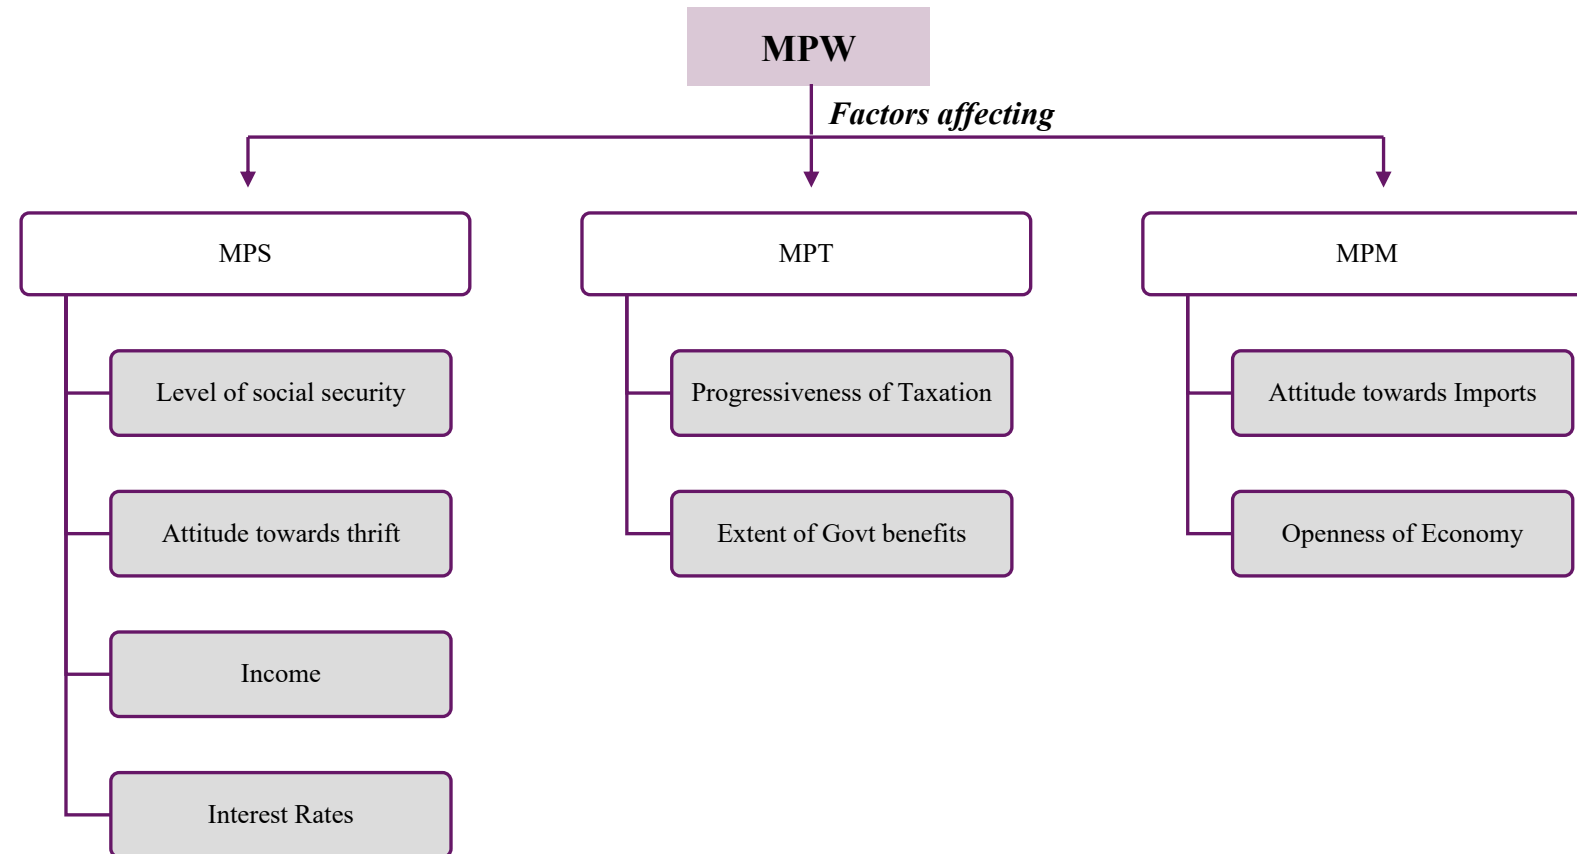 MPW
Factors affecting
MPS
Level of social security
Attitude towards thrift
Income
Interest Rates
MPT
Progressiveness of Taxation
Extent of Govt benefits
MPM
Attitude towards Imports
Openness of Economy